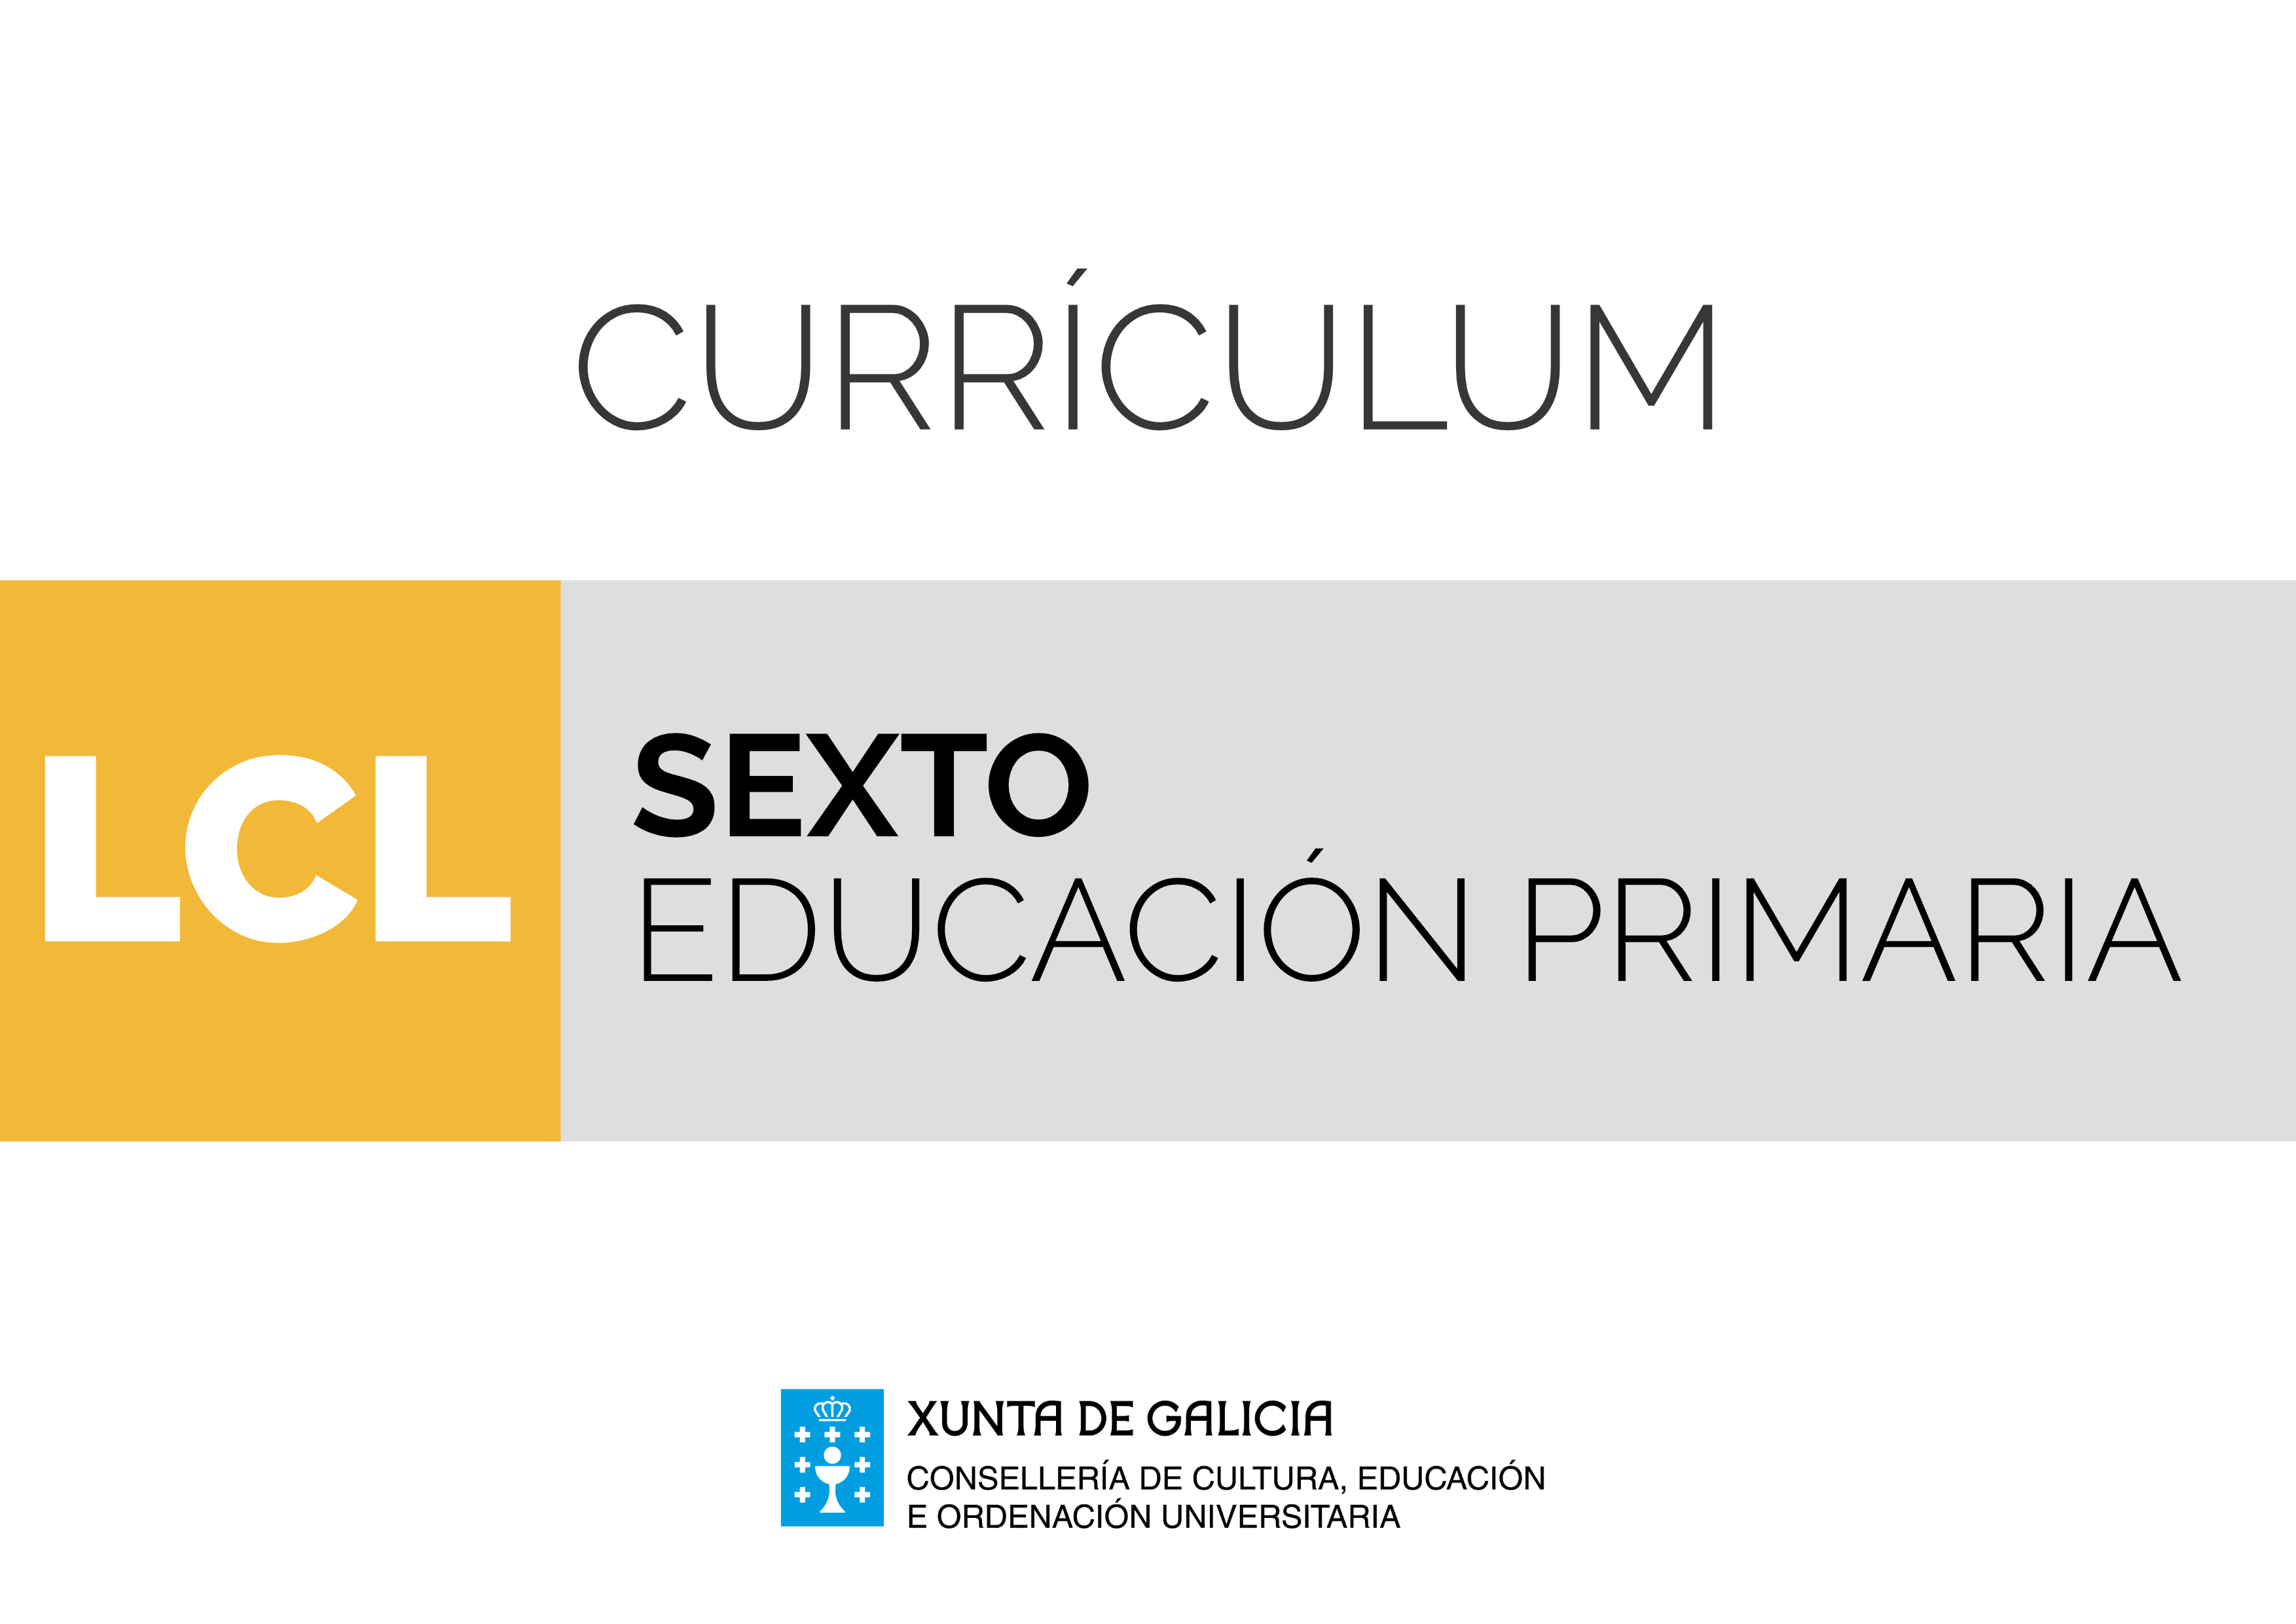 CURRÍCULUM
LCL
SEXTO
EDUCACIÓN PRIMARIA
XUNTA DE GALICIA
CONSELLERÍA DE CULTURA, EDUCACIÓN
E ORDENACIÓN UNIVERSITARIA